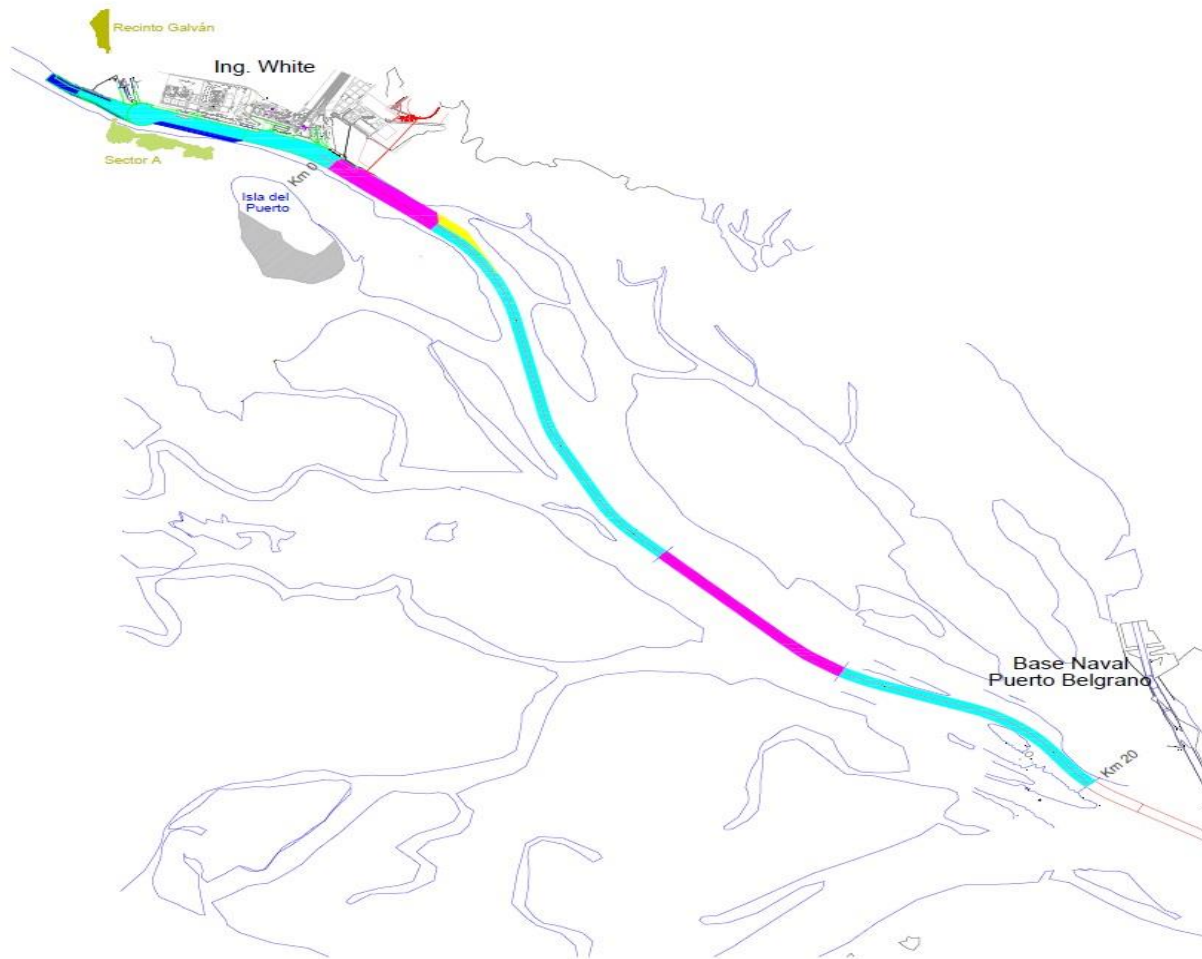 Recinto Galván
Ing. White
Sector A
Km 0
Isla del
Puerto
Base Naval
Puerto Belgrano
Km 20